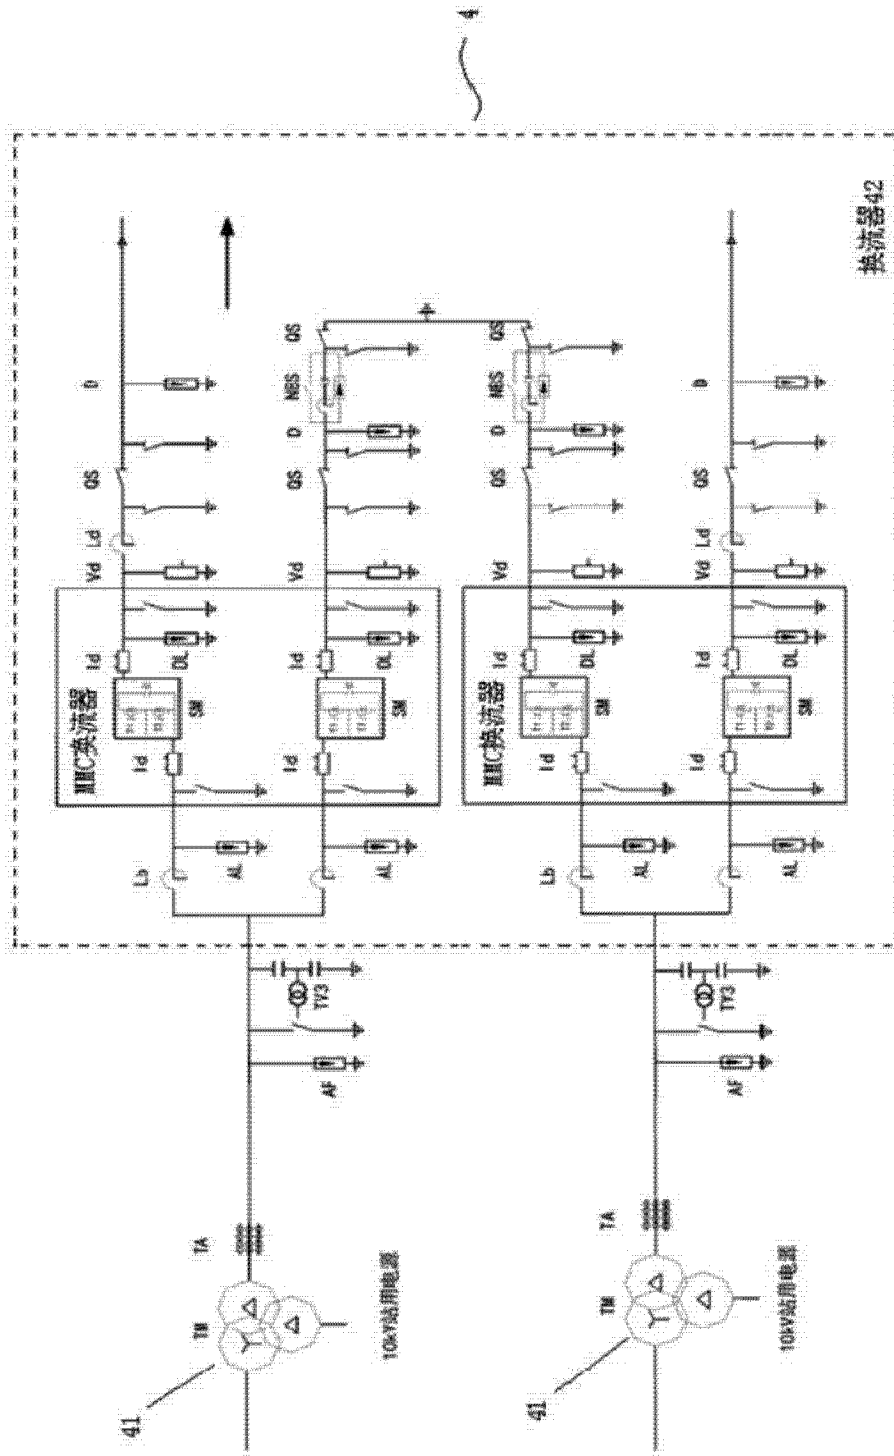 4
MMC换流器
Id
Vd
Ld
QS
D
41
Lb
Id
SM
DL
TM
TA
AL
Id
Vd
QS
D
NBS
QS
Id
SM
DL
AF
TV3
AL
10kV站用电源
MMC换流器
Id
Vd
QS
D
NBS
QS
41
Lb
Id
SM
DL
TM
TA
AL
Id
Vd
Ld
QS
D
Id
SM
DL
AF
TV3
AL
10kV站用电源
换流器42